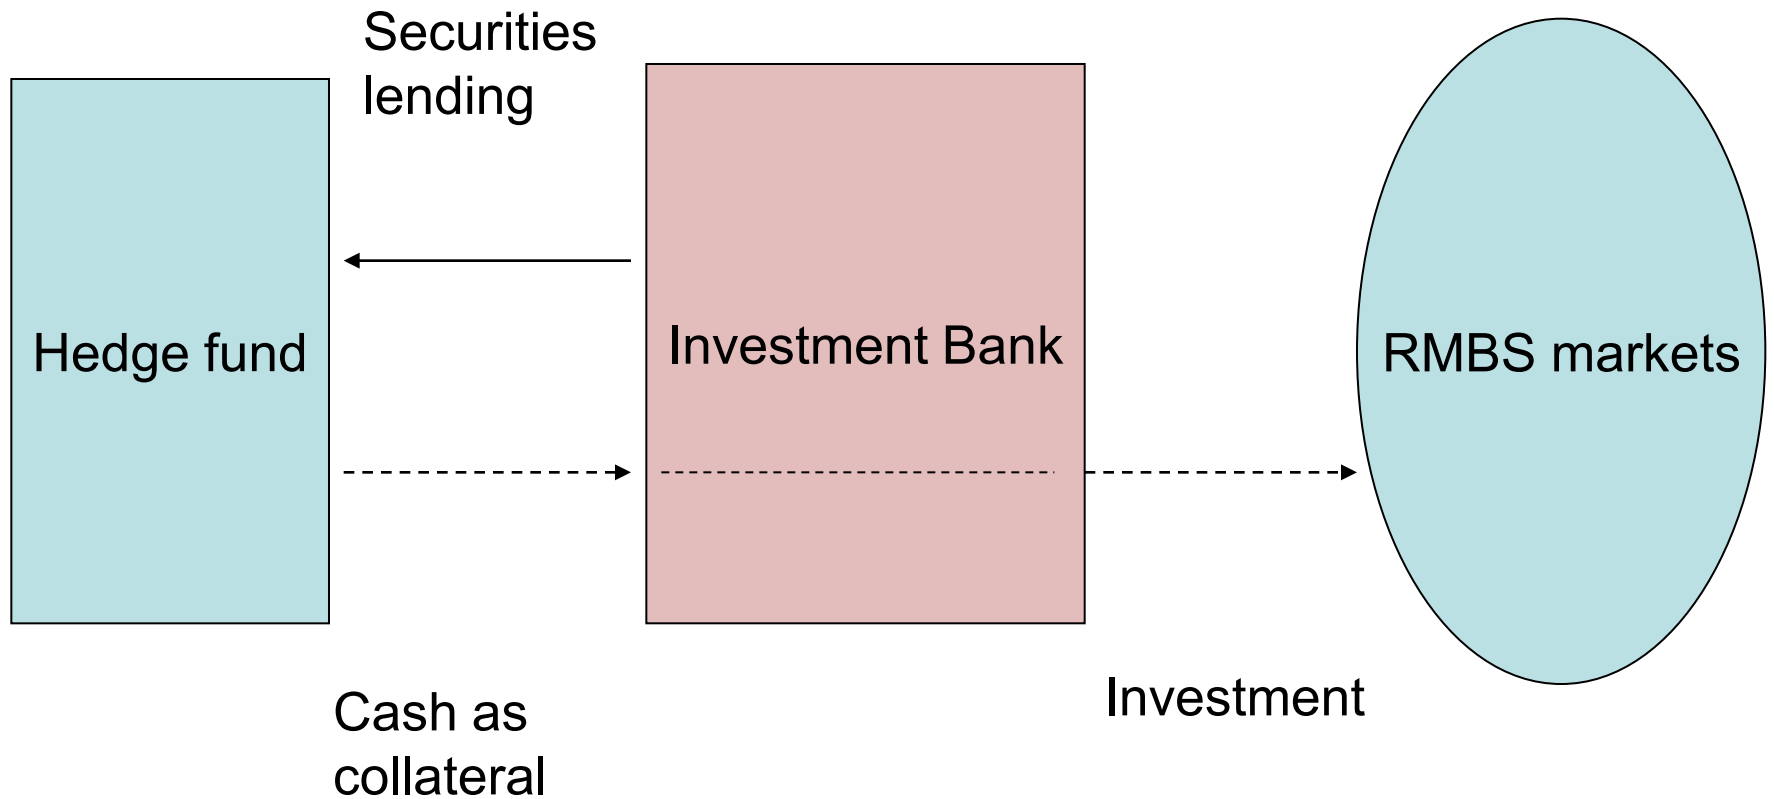 Securities
lending
Hedge fund
Investment Bank
RMBS markets
Cash as
collateral
Investment